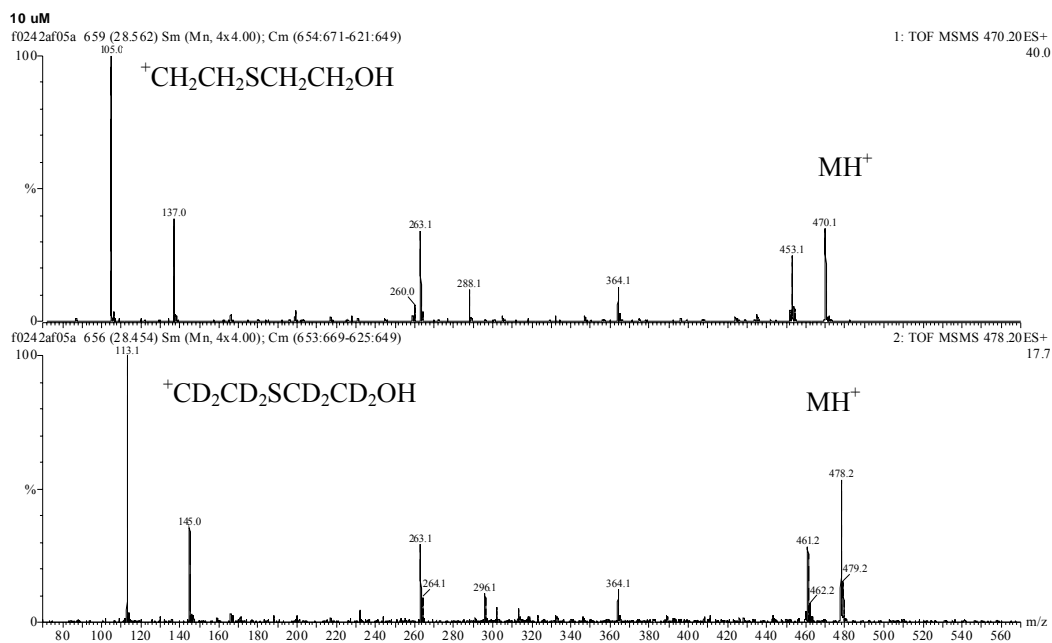 10 uM
f0242af05a 659 (28.562) Sm (Mn, 4x4.00); Cm (654:671-621:649)
1: TOF MSMS 470.20ES+
40.0
100
105.0
+CH2CH2SCH2CH2OH
MH+
%
137.0
263.1
260.0
288.1
364.1
453.1
470.1
0
f0242af05a 656 (28.454) Sm (Mn, 4x4.00); Cm (653:669-625:649)
2: TOF MSMS 478.20ES+
17.7
100
113.1
+CD2CD2SCD2CD2OH
MH+
%
145.0
263.1
264.1
296.1
364.1
461.2
462.2
478.2
479.2
0
80 100 120 140 160 180 200 220 240 260 280 300 320 340 360 380 400 420 440 460 480 500 520 540 560
m/z